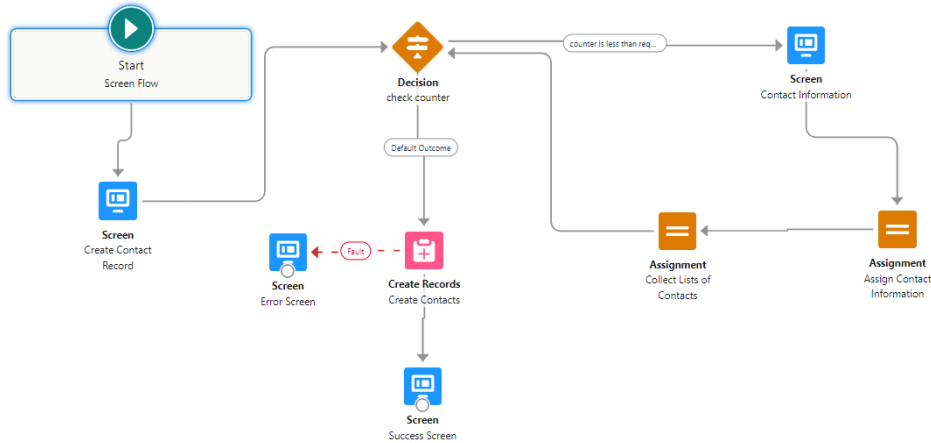 Start
Screen Flow
Decision
check counter
counter is less than req...
Screen
Contact Information
Default Outcome
Screen
Create Contact
Record
Fault
Screen
Error Screen
Create Records
Create Contacts
Assignment
Collect Lists of
Contacts
Assignment
Assign Contact
Information
Screen
Success Screen